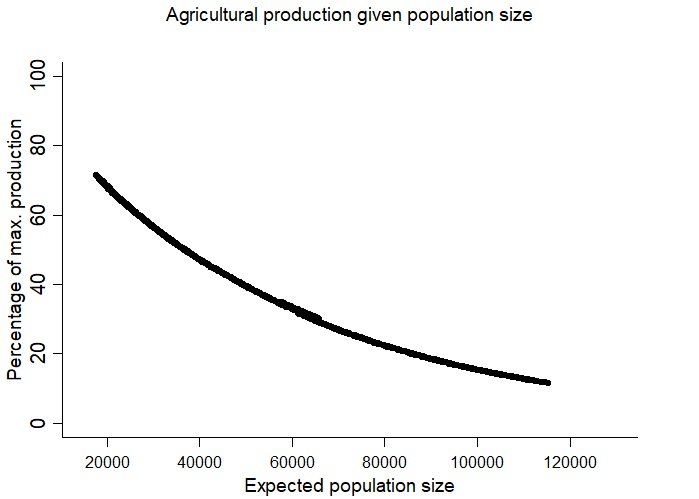 Agricultural production given population size
Percentage of max. production
100
80
60
40
20
0
20000 40000 60000 80000 100000 120000
Expected population size